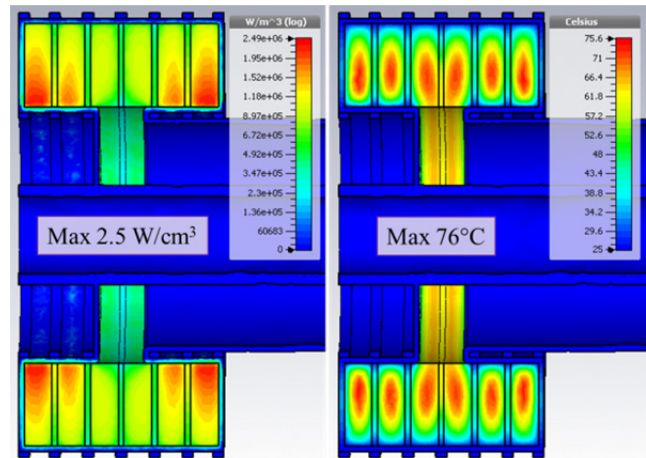 W/m^3 (log)
2.49e+06
1.95e+06
1.52e+06
1.18e+06
8.97e+05
6.72e+05
4.92e+05
3.47e+05
2.3e+05
1.36e+05
60683
0
Max 2.5 W/cm³
Celsius
75.6
71
66.4
61.8
57.2
52.6
48
43.4
38.8
34.2
29.6
25
Max 76°C